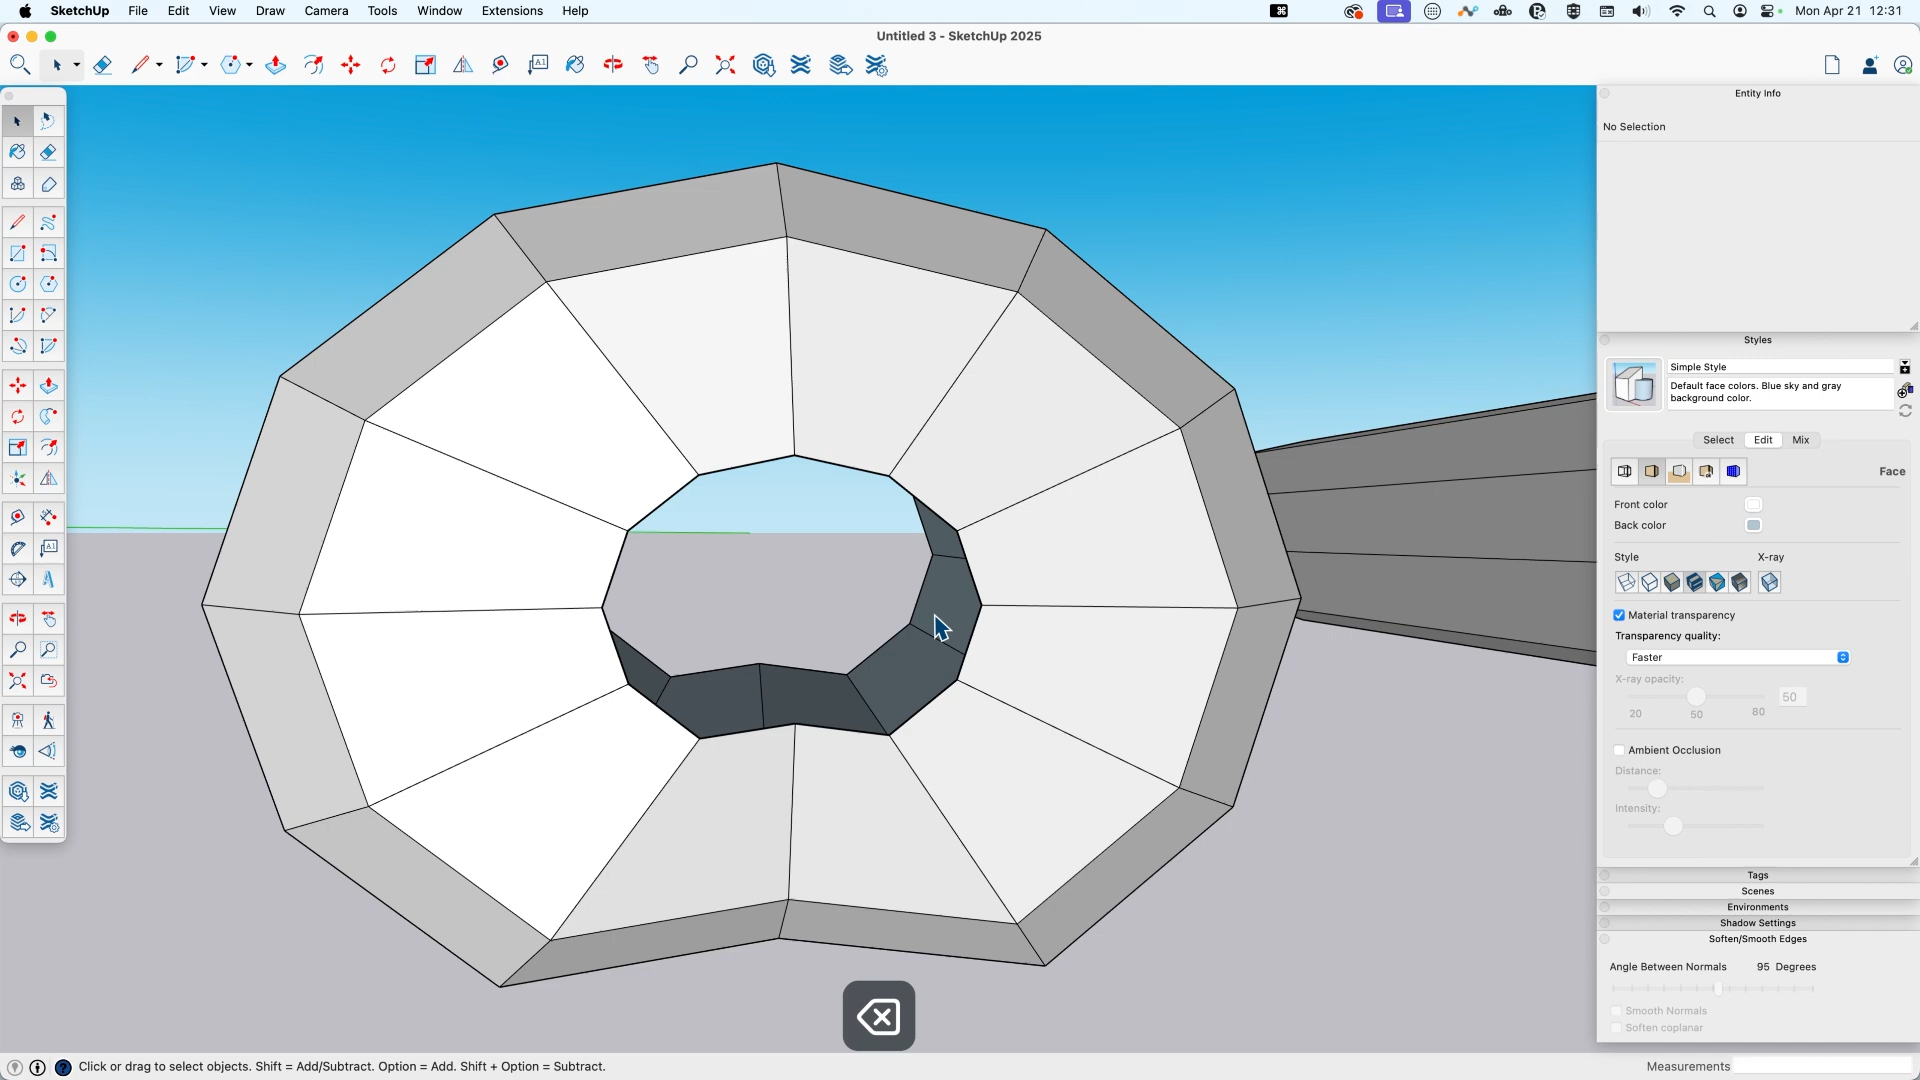 SketchUp File Edit View Draw Camera Tools Window Extensions Help Mon Apr 21 12:31
Untitled 3 - SketchUp 2025
Entity Info
No Selection
Styles
Simple Style
Default face colors. Blue sky and gray
background color.
Select Edit Mix
Face
Front color
Back color
Style X-ray
Material transparency
Transparency quality:
Faster
X-ray opacity:
50
20 50 80
Ambient Occlusion
Distance:
Intensity:
Tags
Scenes
Environments
Shadow Settings
Soften/Smooth Edges
Angle Between Normals 95 Degrees
Smooth Normals
Soften coplanar
Click or drag to select objects. Shift = Add/Subtract. Option = Add. Shift + Option = Subtract.
Measurements